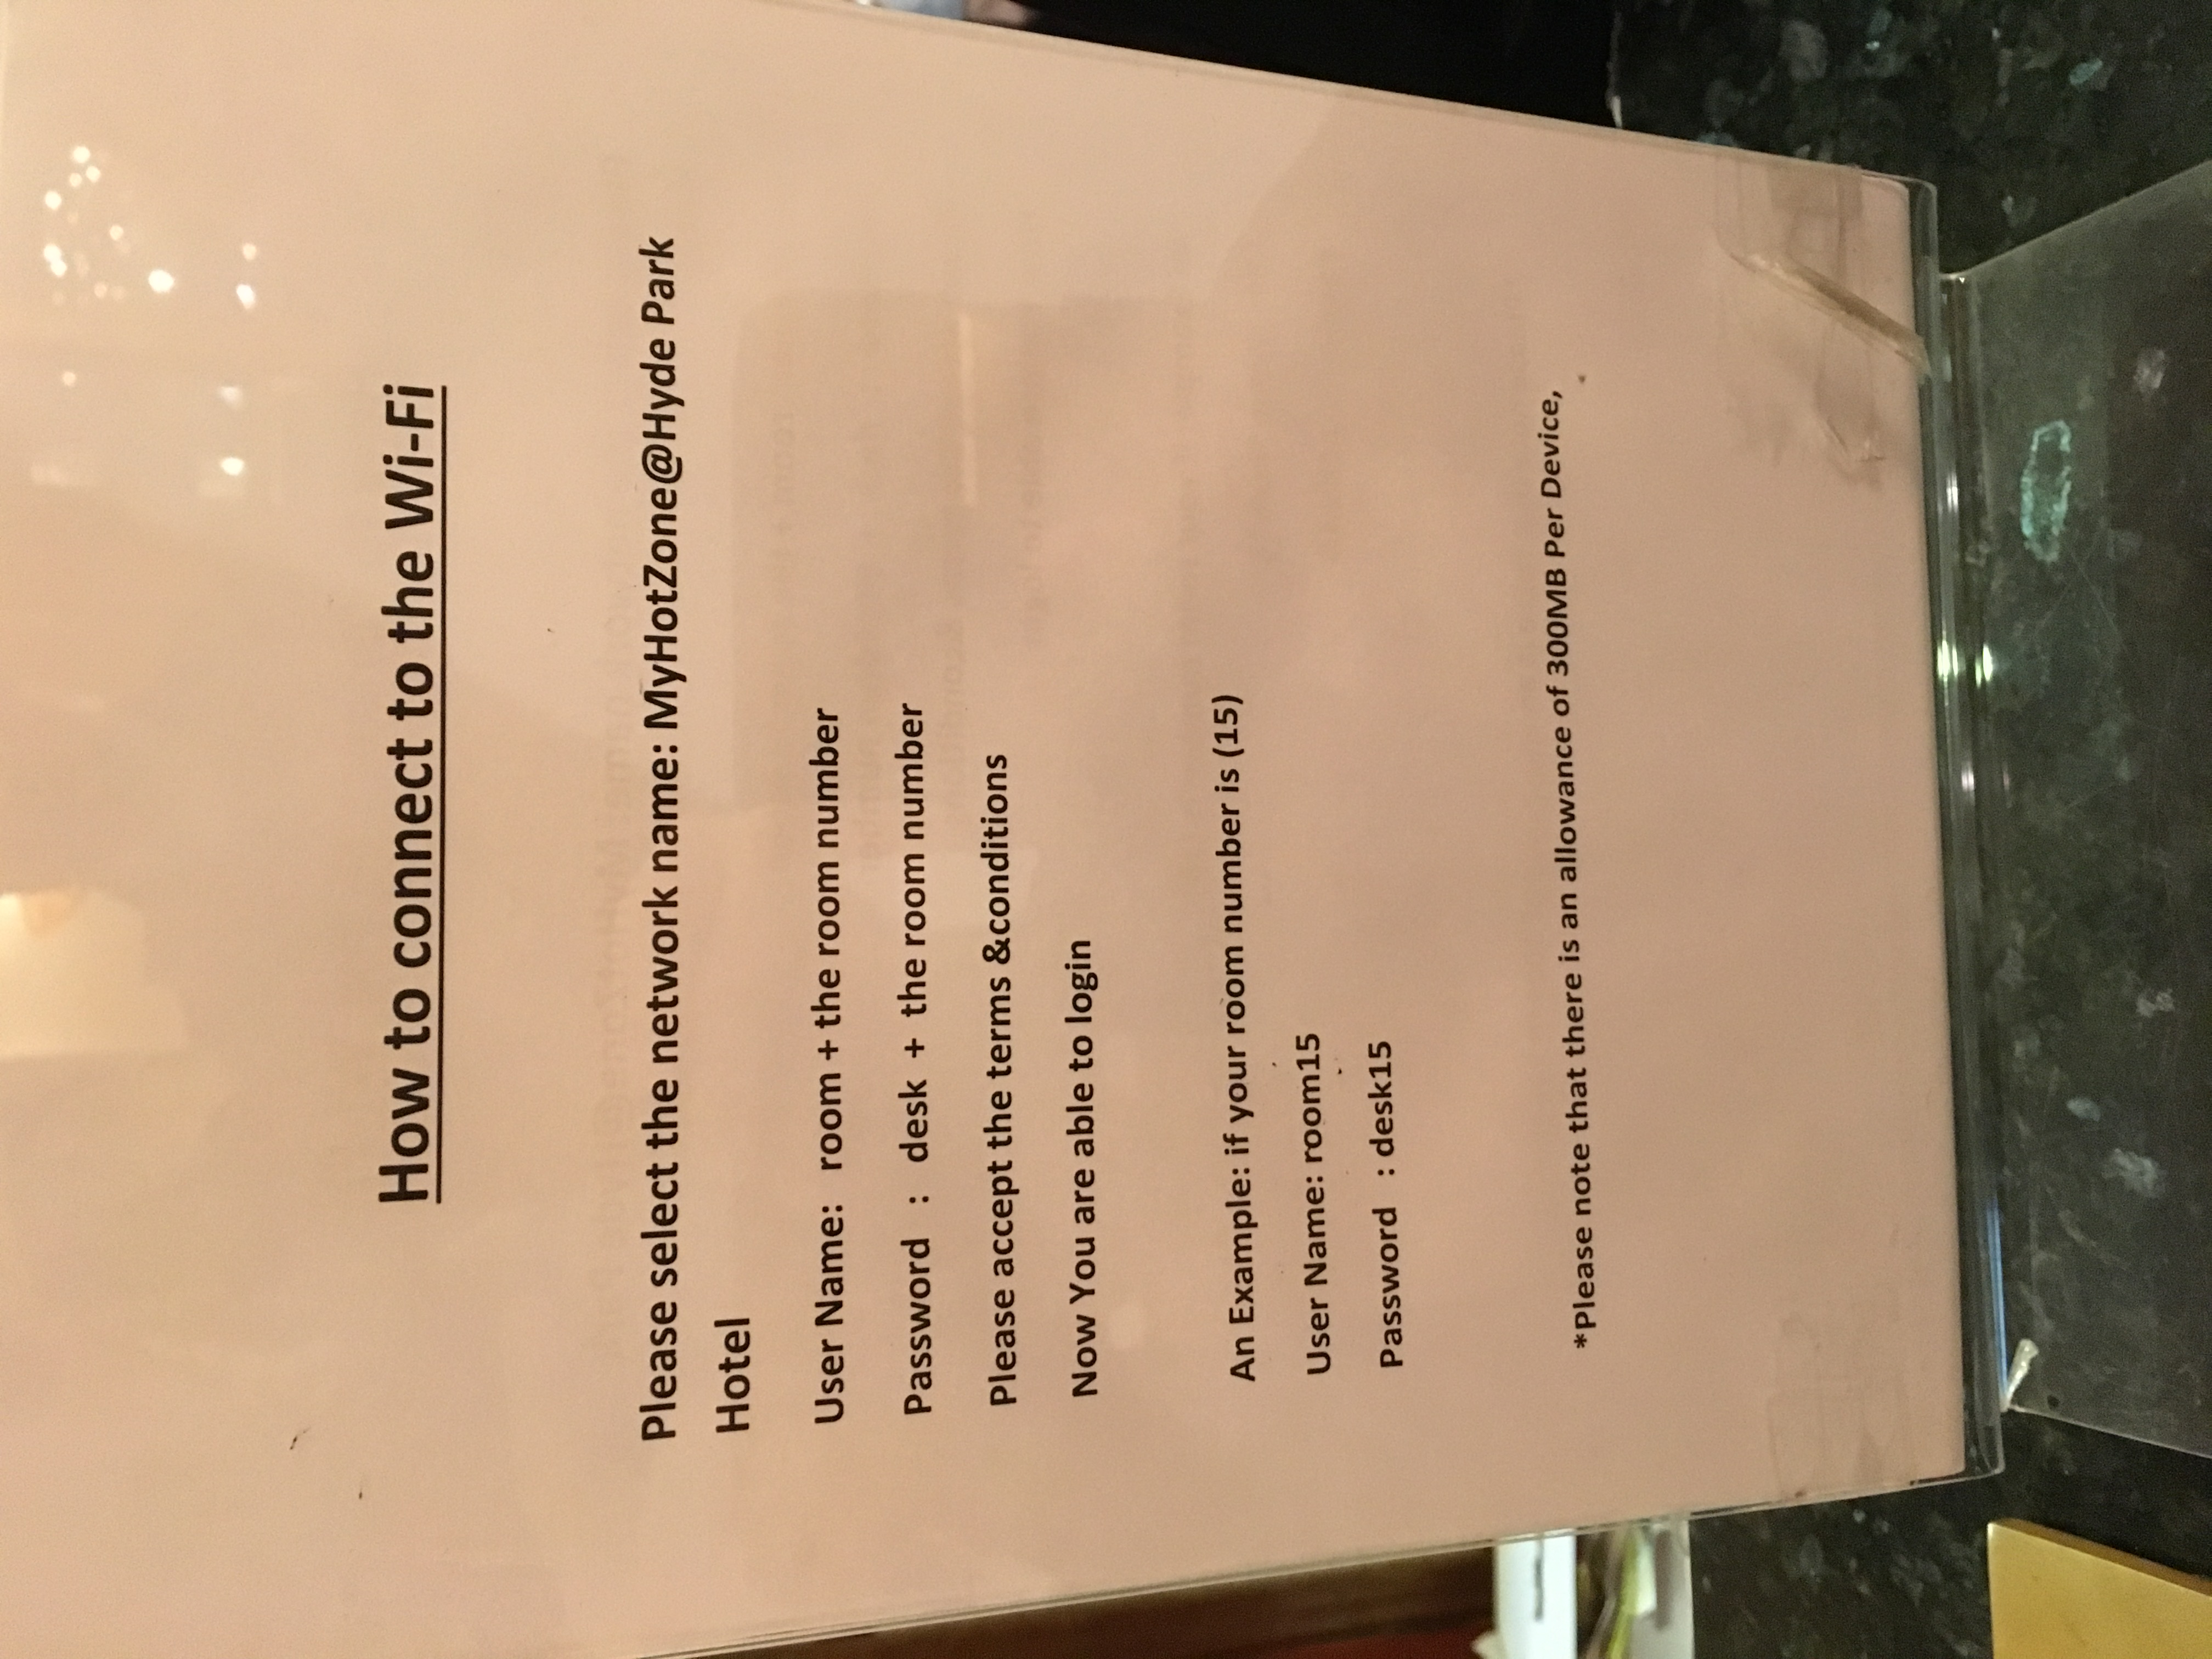 How to connect to the Wi-Fi
Please select the network name: MyHotZone@Hyde Park
Hotel
User Name: room + the room number
Password : desk + the room number
Please accept the terms &conditions
Now You are able to login
An Example: if your room number is (15)
User Name: room15
Password : desk15
*Please note that there is an allowance of 300MB Per Device,